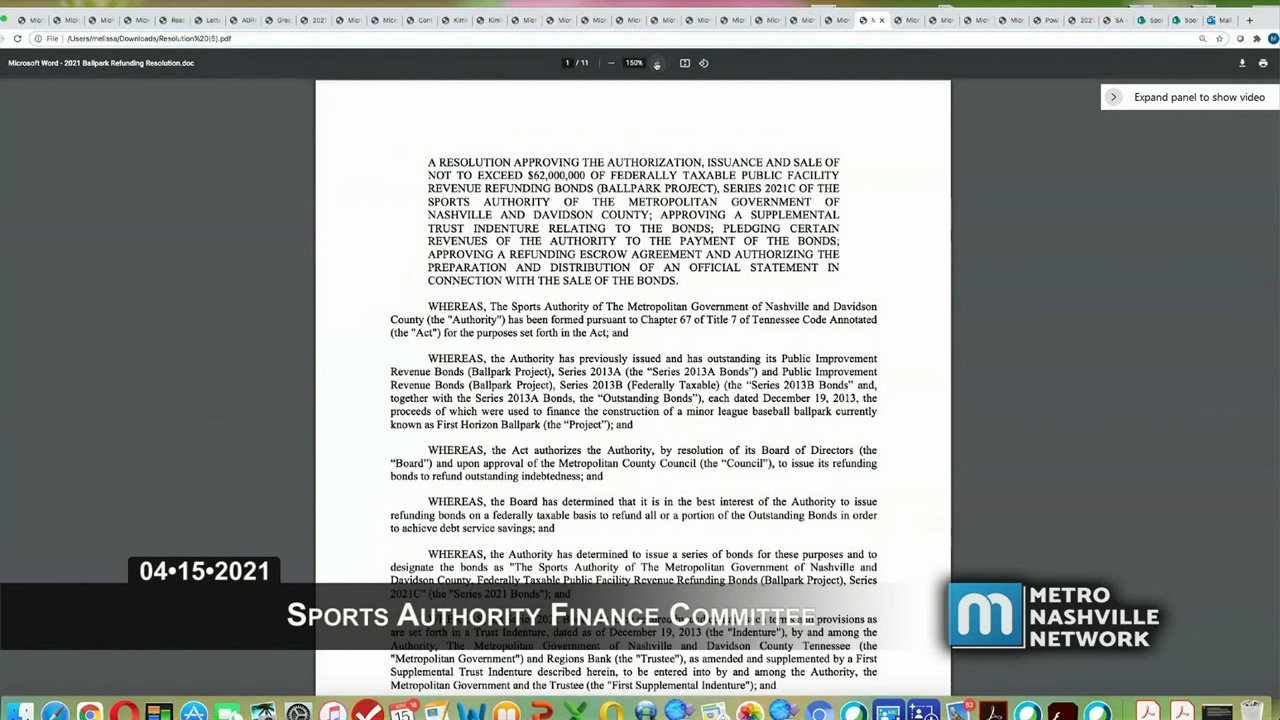 File | /Users/melissa/Downloads/Resolution%20(5).pdf
Microsoft Word - 2021 Ballpark Refunding Resolution.doc
1 / 11
150%
Expand panel to show video
A RESOLUTION APPROVING THE AUTHORIZATION, ISSUANCE AND SALE OF
NOT TO EXCEED $62,000,000 OF FEDERALLY TAXABLE PUBLIC FACILITY
REVENUE REFUNDING BONDS (BALLPARK PROJECT), SERIES 2021C OF THE
SPORTS AUTHORITY OF THE METROPOLITAN GOVERNMENT OF
NASHVILLE AND DAVIDSON COUNTY; APPROVING A SUPPLEMENTAL
TRUST INDENTURE RELATING TO THE BONDS; PLEDGING CERTAIN
REVENUES OF THE AUTHORITY TO THE PAYMENT OF THE BONDS;
APPROVING A REFUNDING ESCROW AGREEMENT AND AUTHORIZING THE
PREPARATION AND DISTRIBUTION OF AN OFFICIAL STATEMENT IN
CONNECTION WITH THE SALE OF THE BONDS.
WHEREAS, The Sports Authority of The Metropolitan Government of Nashville and Davidson
County (the "Authority") has been formed pursuant to Chapter 67 of Title 7 of Tennessee Code Annotated
(the "Act") for the purposes set forth in the Act; and
WHEREAS, the Authority has previously issued and has outstanding its Public Improvement
Revenue Bonds (Ballpark Project), Series 2013A (the “Series 2013A Bonds”) and Public Improvement
Revenue Bonds (Ballpark Project), Series 2013B (Federally Taxable) (the “Series 2013B Bonds” and,
together with the Series 2013A Bonds, the “Outstanding Bonds”), each dated December 19, 2013, the
proceeds of which were used to finance the construction of a minor league baseball ballpark currently
known as First Horizon Ballpark (the “Project”); and
WHEREAS, the Act authorizes the Authority, by resolution of its Board of Directors (the
“Board”) and upon approval of the Metropolitan County Council (the “Council”), to issue its refunding
bonds to refund outstanding indebtedness; and
WHEREAS, the Board has determined that it is in the best interest of the Authority to issue
refunding bonds on a federally taxable basis to refund all or a portion of the Outstanding Bonds in order
to achieve debt service savings; and
WHEREAS, the Authority has determined to issue a series of bonds for these purposes and to
designate the bonds as "The Sports Authority of The Metropolitan Government of Nashville and
Davidson County, Federally Taxable Public Facility Revenue Refunding Bonds (Ballpark Project), Series
2021C" (the "Series 2021 Bonds"); and
terms and provisions as
are set forth in a Trust Indenture, dated as of December 19, 2013 (the "Indenture"), by and among the
Authority, The Metropolitan Government of Nashville and Davidson County Tennessee (the
"Metropolitan Government") and Regions Bank (the "Trustee"), as amended and supplemented by a First
Supplemental Trust Indenture described herein, to be entered into by and among the Authority, the
Metropolitan Government and the Trustee (the "First Supplemental Indenture"); and
04•15•2021
SPORTS AUTHORITY FINANCE COMMITTEE
METRO
NASHVILLE
NETWORK